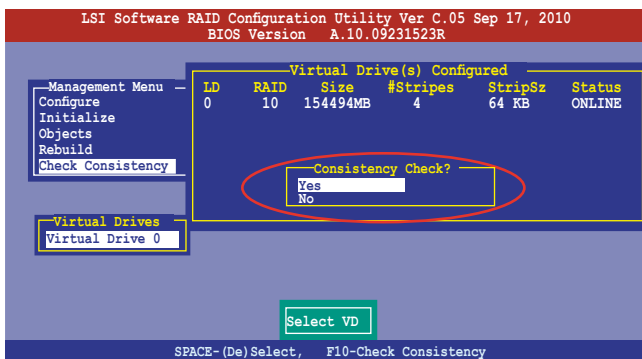 LSI Software RAID Configuration Utility Ver C.05 Sep 17, 2010
BIOS Version A.10.09231523R
Virtual Drive(s) Configured
LD RAID Size #Stripes StripSz Status
0 10 154494MB 4 64 KB ONLINE
Management Menu
Configure
Initialize
Objects
Rebuild
Check Consistency
Consistency Check?
Yes
No
Virtual Drives
Virtual Drive 0
Select VD
SPACE-(De)Select, F10-Check Consistency